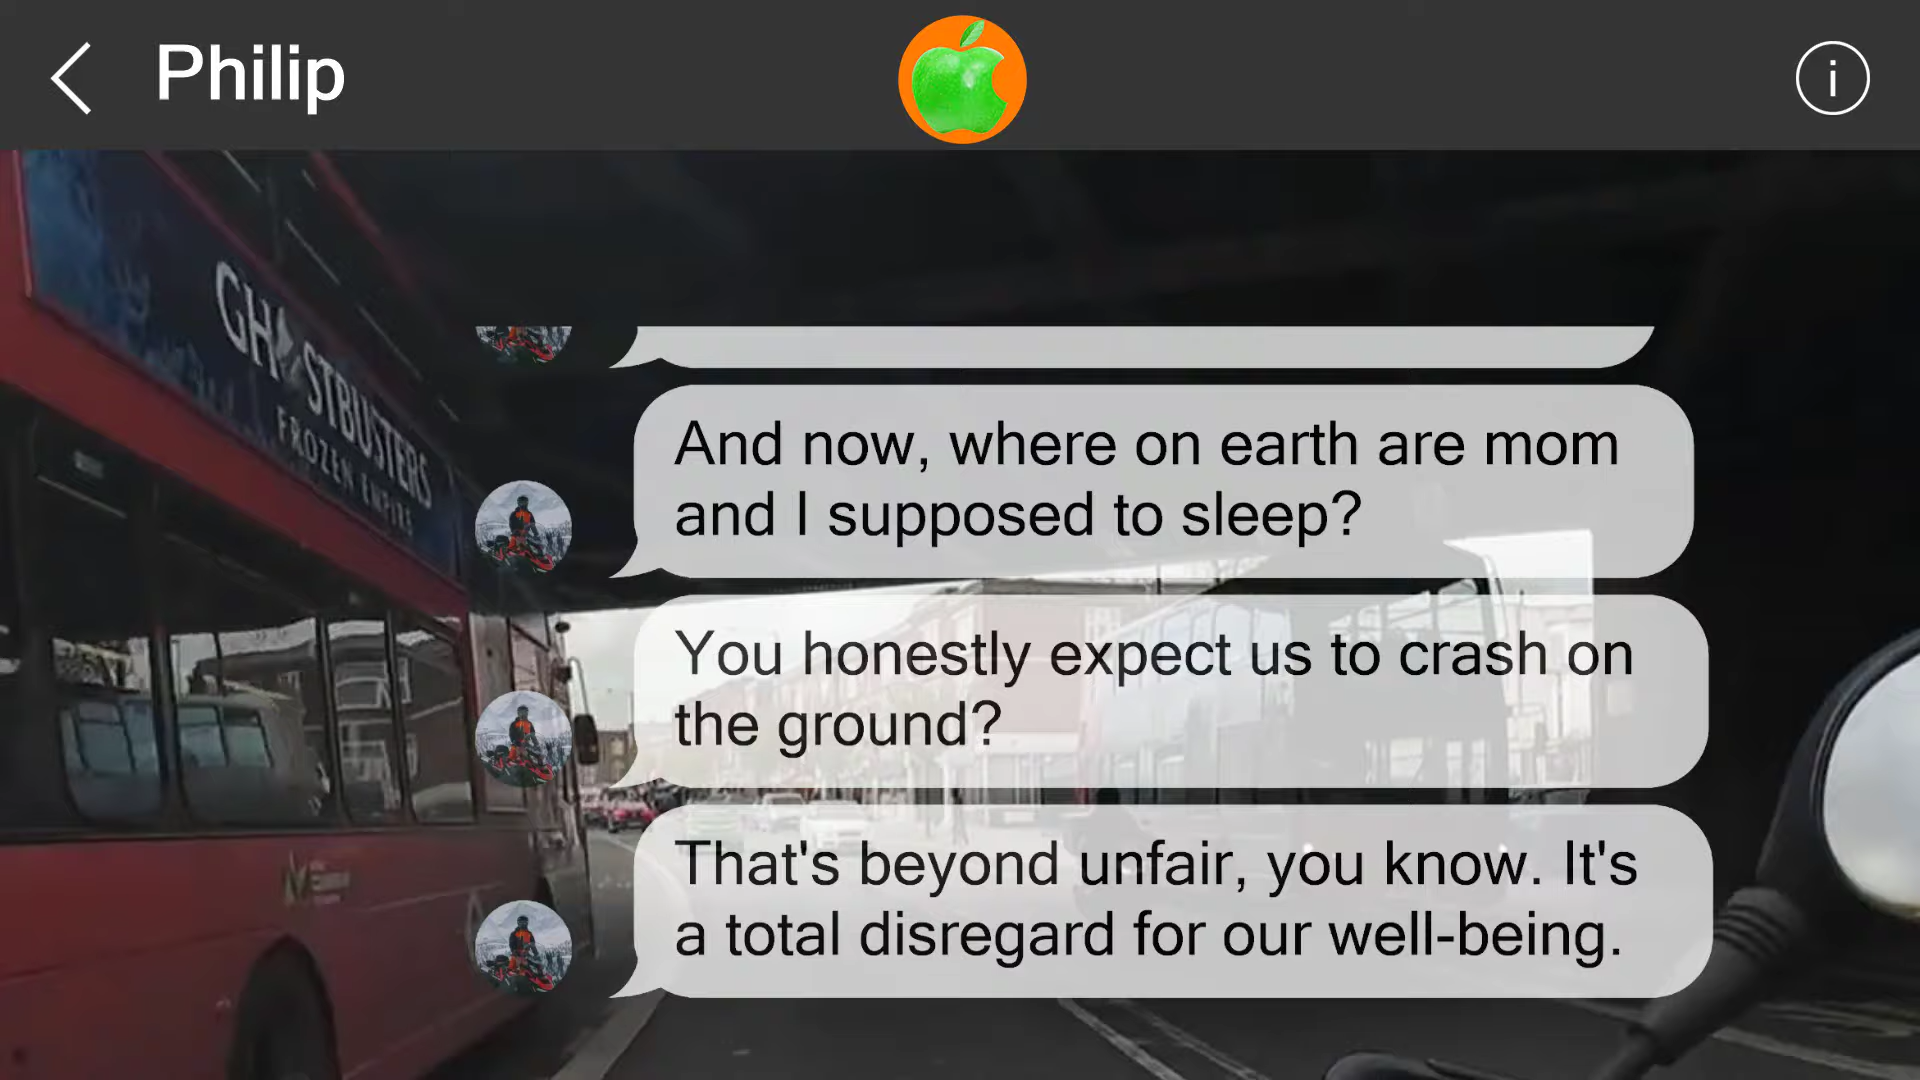 Philip
i
GHOSTBUSTERS
FROZEN EMPIRE
And now, where on earth are mom
and I supposed to sleep?
You honestly expect us to crash on
the ground?
That's beyond unfair, you know. It's
a total disregard for our well-being.